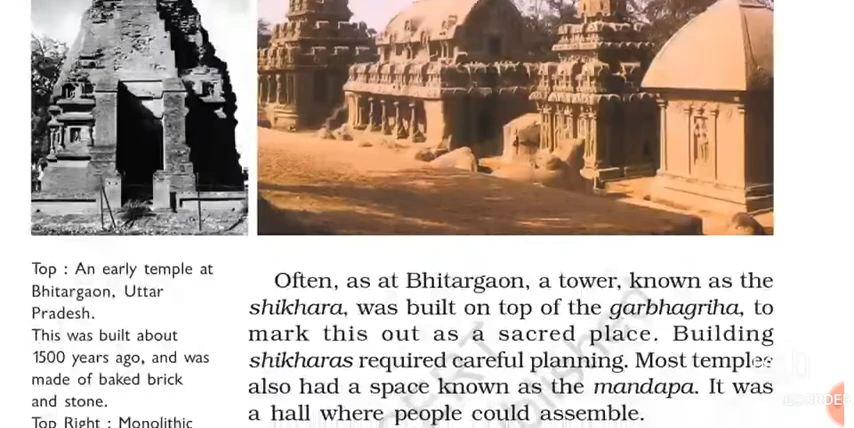 Top : An early temple at
Bhitargaon, Uttar
Pradesh.
This was built about
1500 years ago, and was
made of baked brick
and stone.
Top Right : Monolithic
Often, as at Bhitargaon, a tower, known as the
shikhara, was built on top of the garbhagriha, to
mark this out as a sacred place. Building
shikharas required careful planning. Most temples
also had a space known as the mandapa. It was
a hall where people could assemble.